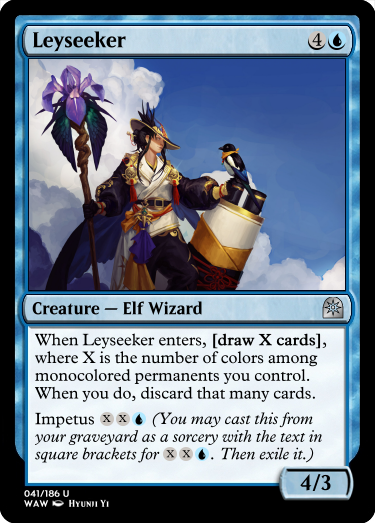 Leyseeker 4
Creature — Elf Wizard
When Leyseeker enters, [draw X cards],
where X is the number of colors among
monocolored permanents you control.
When you do, discard that many cards.
Impetus X X (You may cast this from
your graveyard as a sorcery with the text in
square brackets for X X . Then exile it.)
4/3
041/186 U
WAW Hyunji Yi